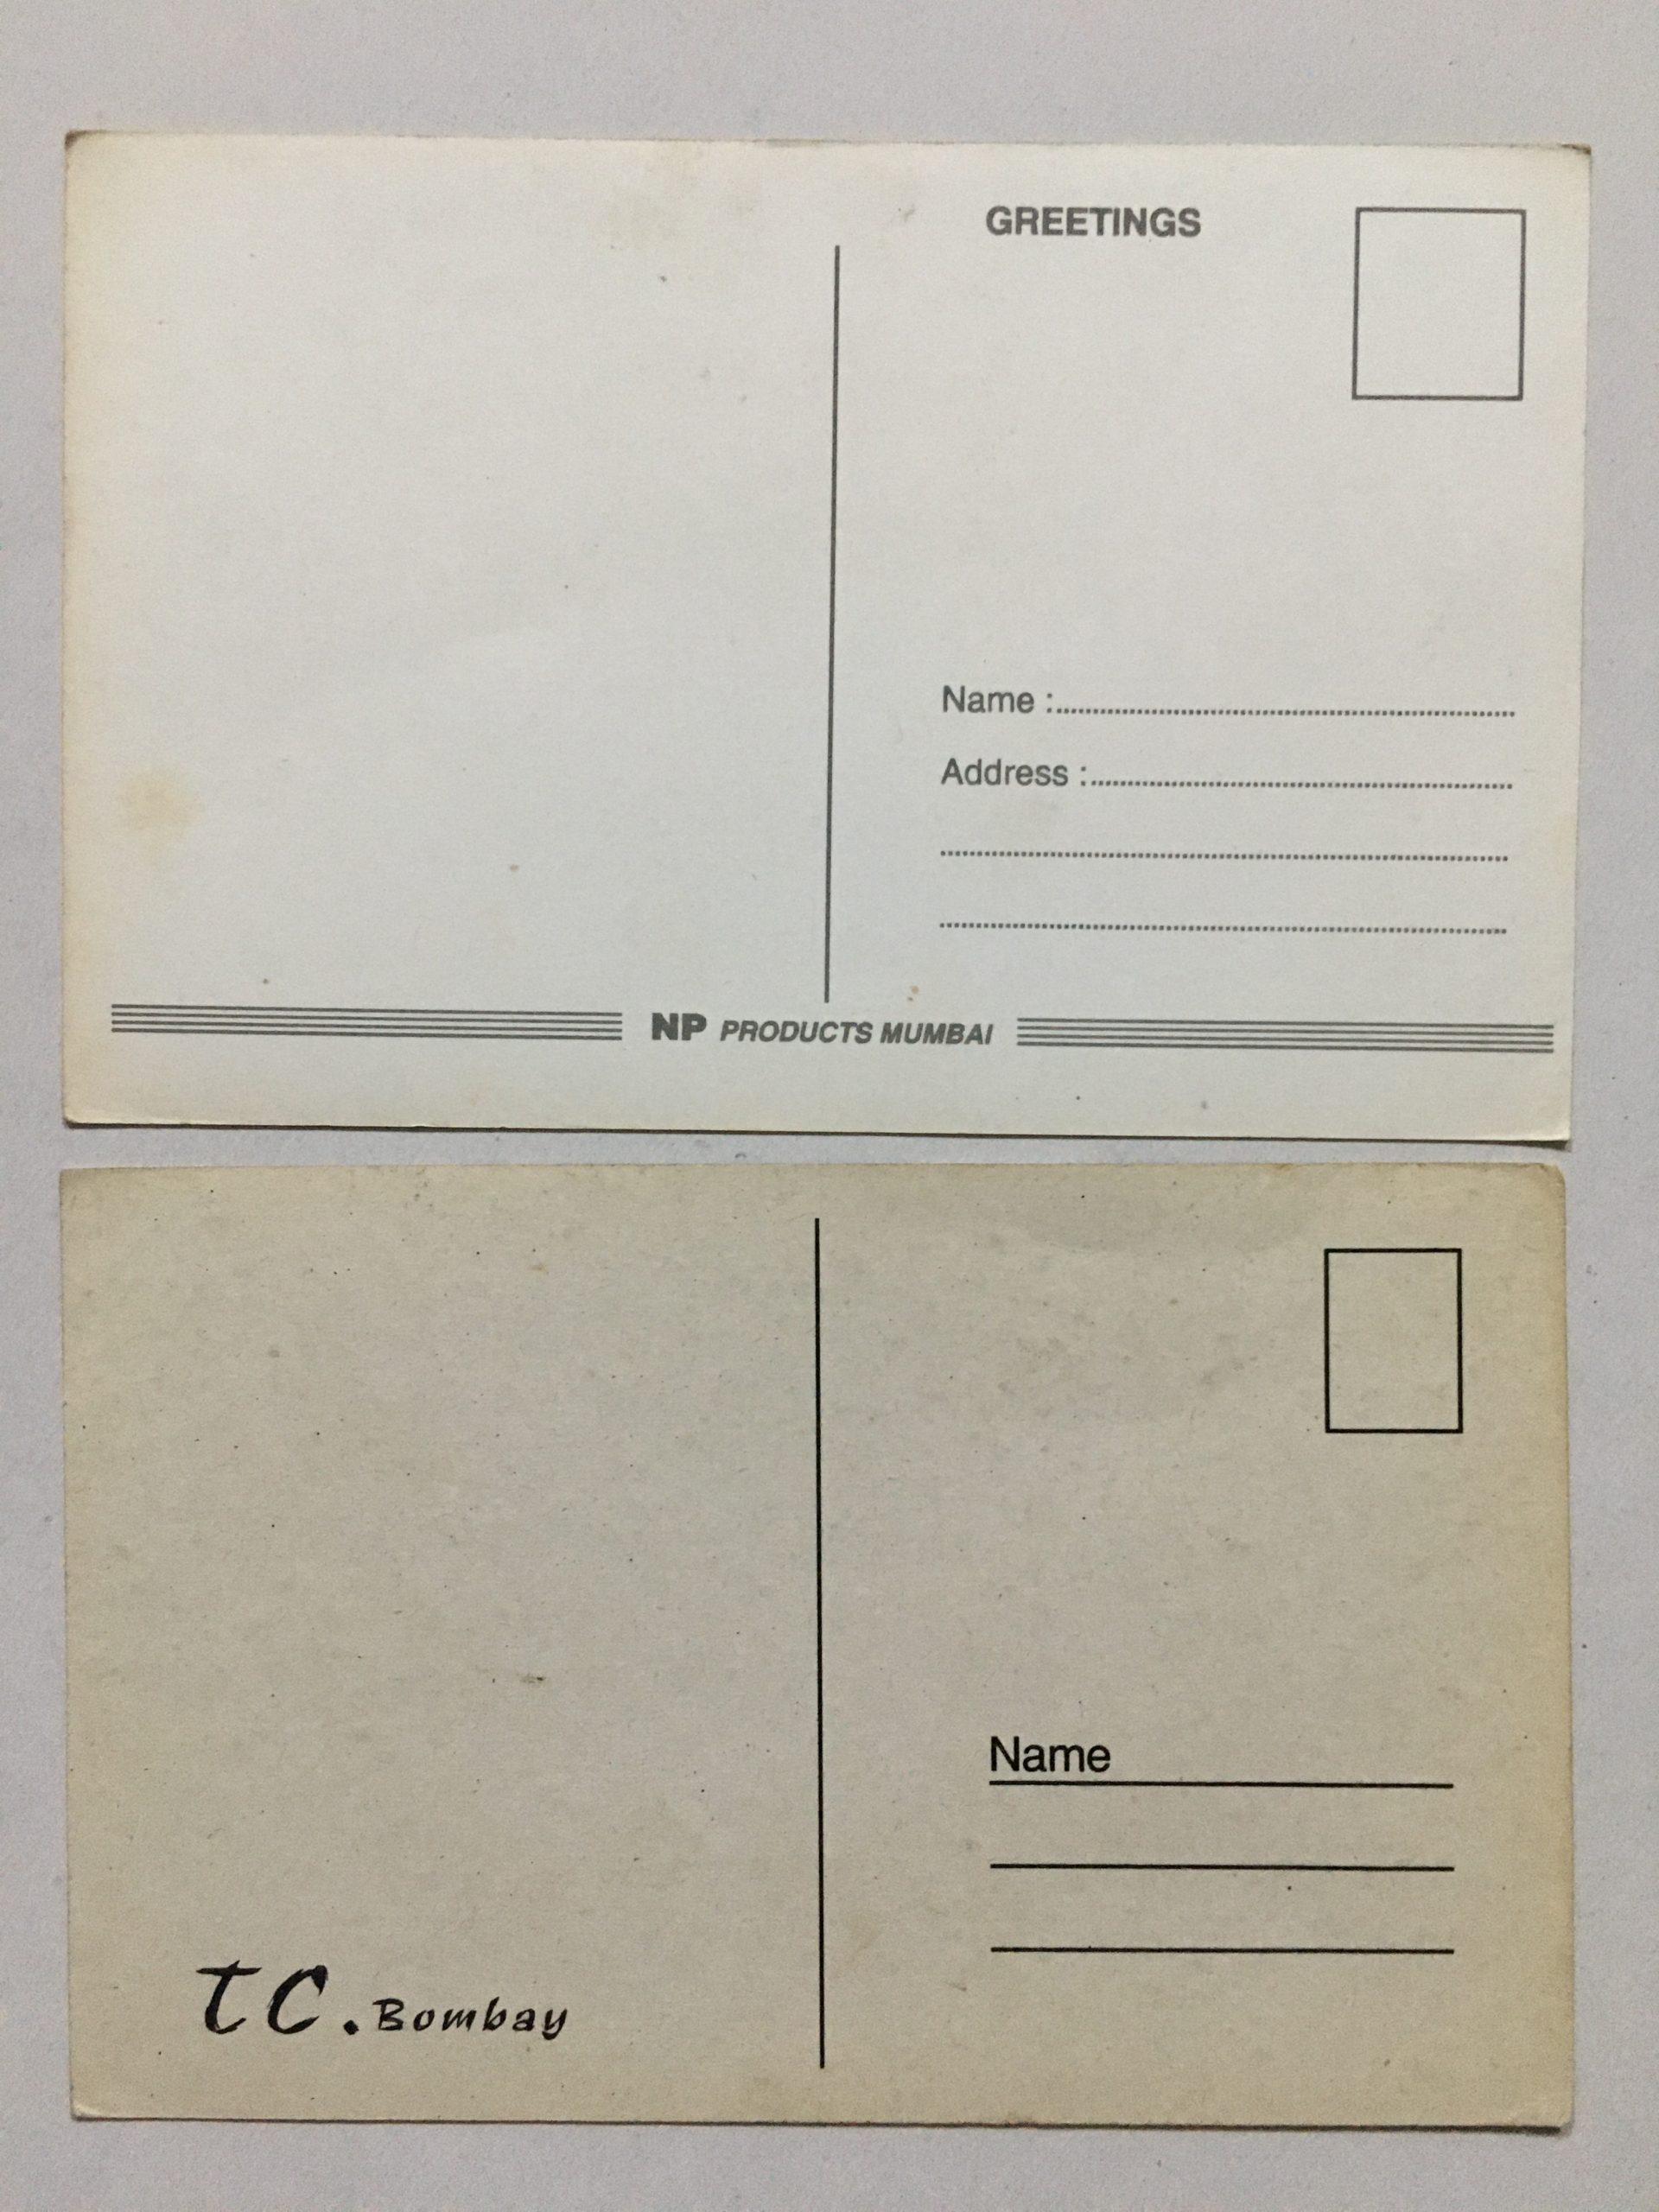 GREETINGS
Name :
Address :
NP PRODUCTS MUMBAI
Name
TC. Bombay